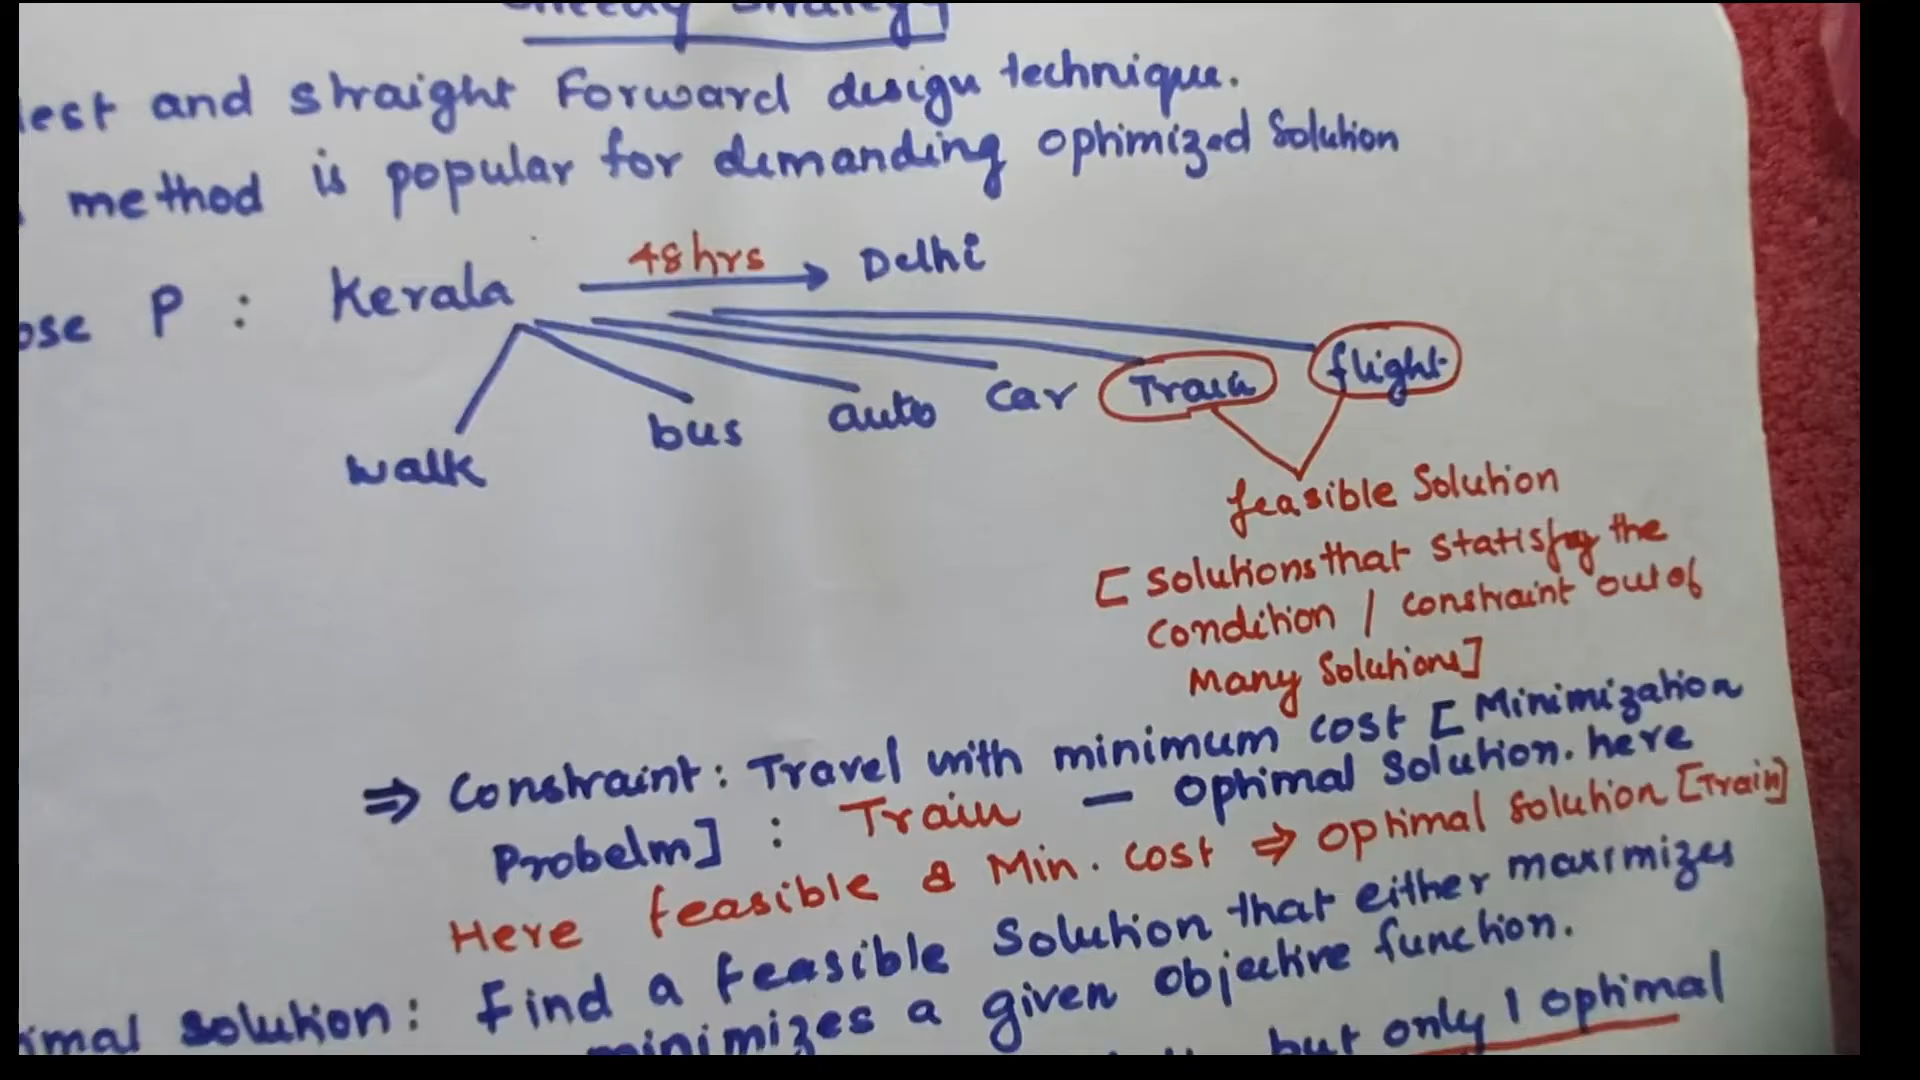 Greedy Strategy
lest and straight Forward design technique.
method is popular for demanding optimized Solution
ose P : Kerala 48hrs Delhi
walk bus auto car Train flight
feasible Solution
[ Solutions that statisfy the
condition / constraint out of
Many Solutions]
⇒ Constraint: Travel with minimum cost [ Minimization
Probelm] : Train — Optimal Solution. here
Here feasible & Min. cost ⇒ optimal solution [Train]
imal solution: find a feasible Solution that either maximizes
minimizes a given objective function.
but only 1 optimal